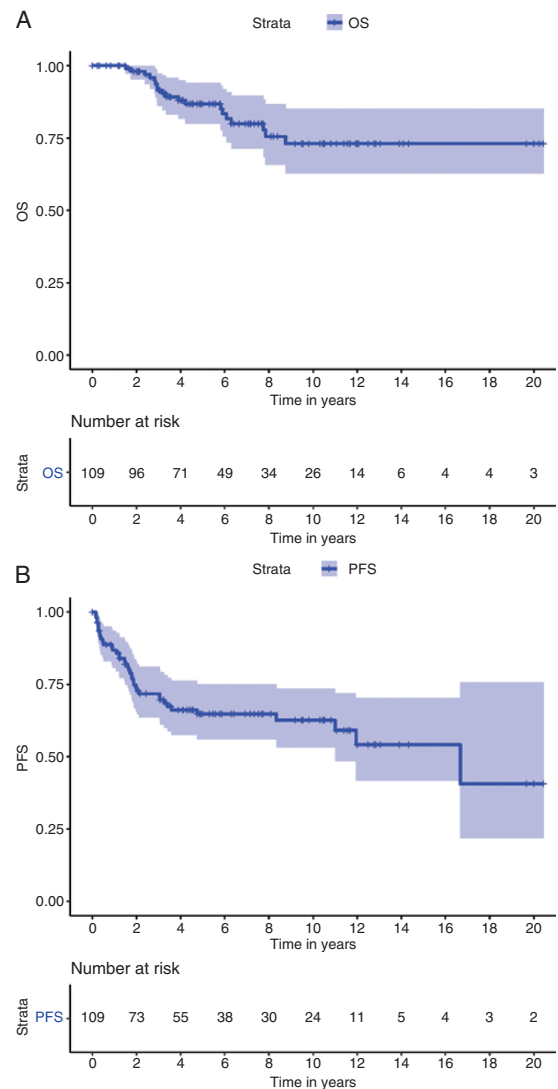 A
Strata OS
1.00
0.75
0.50
0.25
0.00
OS
0 2 4 6 8 10 12 14 16 18 20
Time in years
Number at risk
Strata
OS 109 96 71 49 34 26 14 6 4 4 3
0 2 4 6 8 10 12 14 16 18 20
Time in years
B
Strata PFS
1.00
0.75
0.50
0.25
0.00
PFS
0 2 4 6 8 10 12 14 16 18 20
Time in years
Number at risk
Strata
PFS 109 73 55 38 30 24 11 5 4 3 2
0 2 4 6 8 10 12 14 16 18 20
Time in years